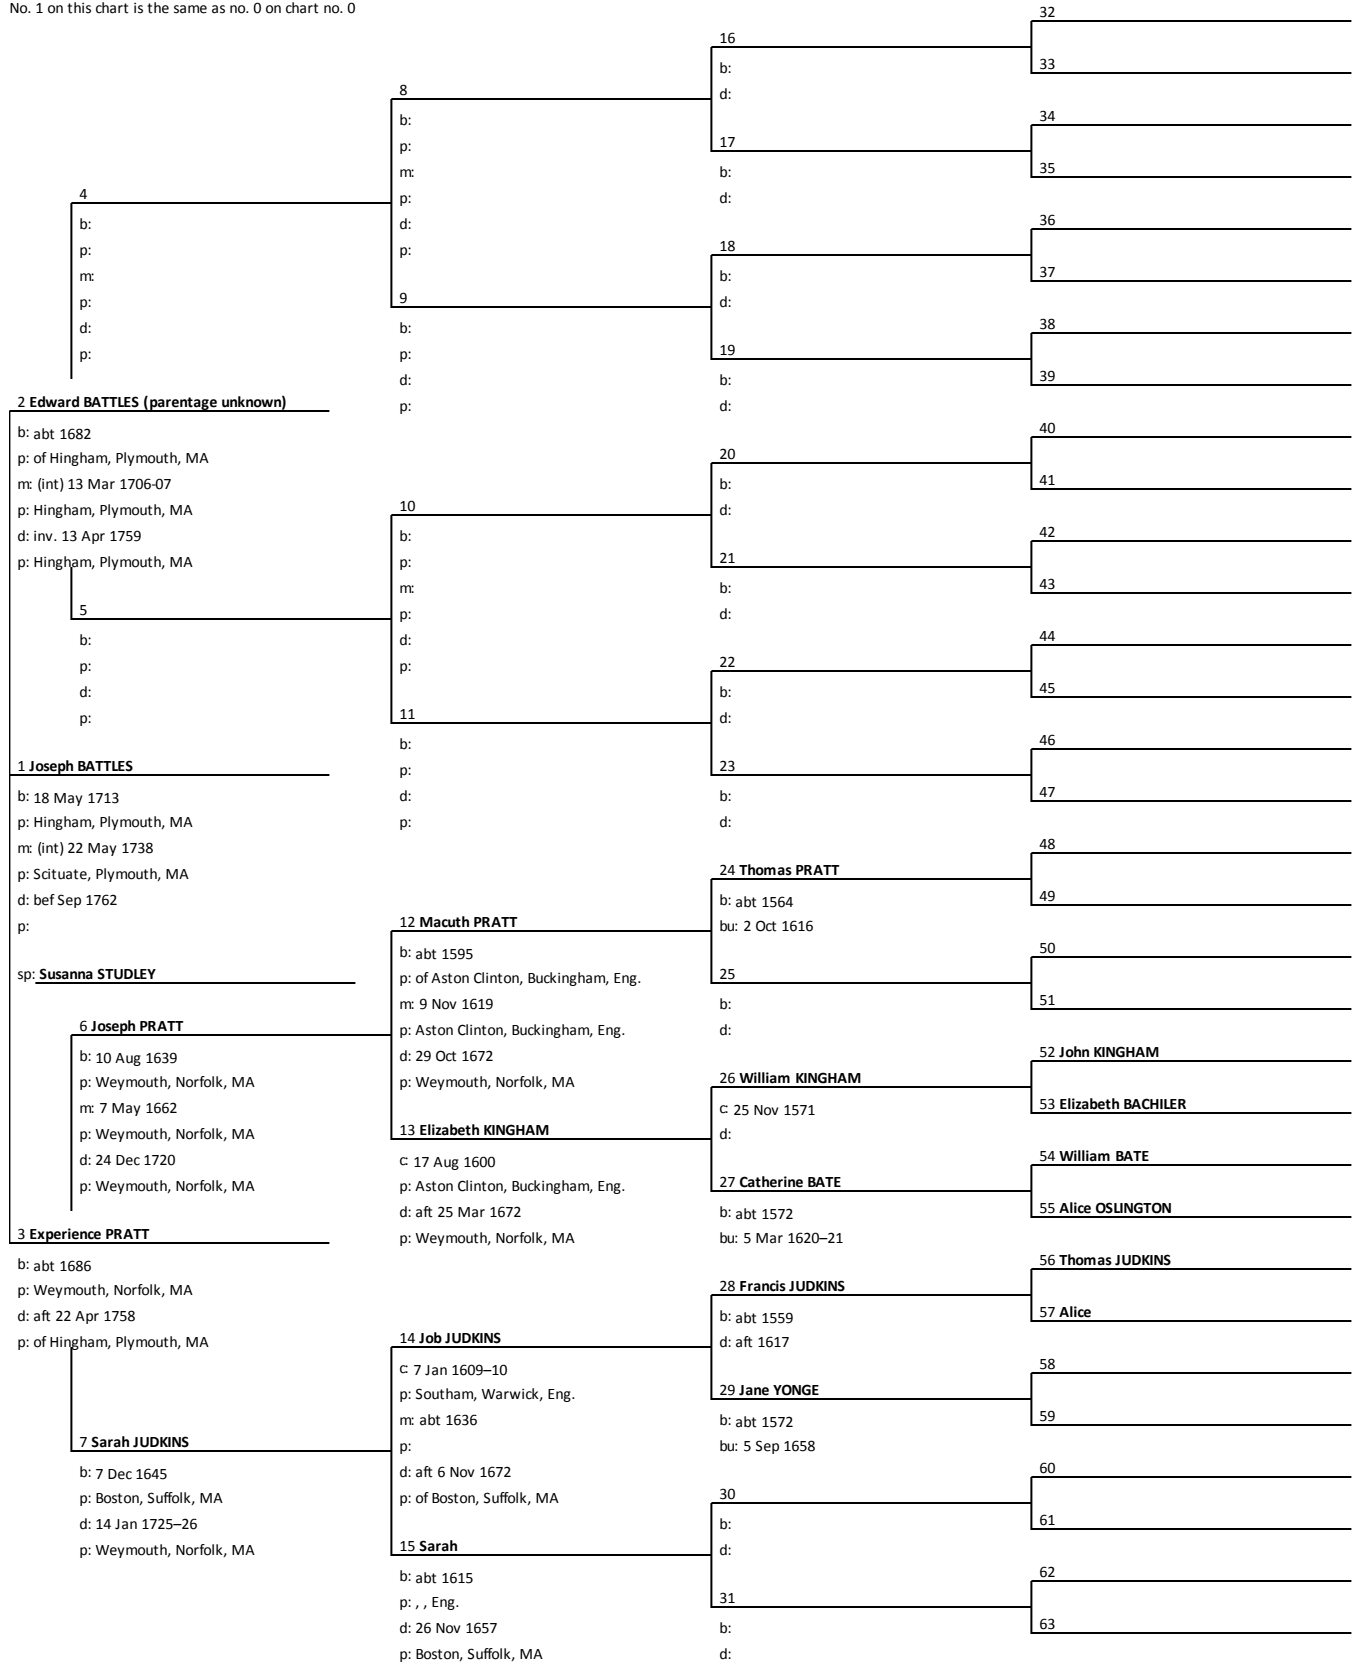 No. 1 on this chart is the same as no. 0 on chart no. 0
4
b:
p:
m:
p:
d:
p:
2 Edward BATTLES (parentage unknown)
b: abt 1682
p: of Hingham, Plymouth, MA
m: (int) 13 Mar 1706-07
p: Hingham, Plymouth, MA
d: inv. 13 Apr 1759
p: Hingham, Plymouth, MA
5
b:
p:
d:
p:
1 Joseph BATTLES
b: 18 May 1713
p: Hingham, Plymouth, MA
m: (int) 22 May 1738
p: Scituate, Plymouth, MA
d: bef Sep 1762
p:
sp: Susanna STUDLEY
6 Joseph PRATT
b: 10 Aug 1639
p: Weymouth, Norfolk, MA
m: 7 May 1662
p: Weymouth, Norfolk, MA
d: 24 Dec 1720
p: Weymouth, Norfolk, MA
3 Experience PRATT
b: abt 1686
p: Weymouth, Norfolk, MA
d: aft 22 Apr 1758
p: of Hingham, Plymouth, MA
7 Sarah JUDKINS
b: 7 Dec 1645
p: Boston, Suffolk, MA
d: 14 Jan 1725–26
p: Weymouth, Norfolk, MA
8
b:
p:
m:
p:
d:
p:
9
b:
p:
d:
p:
10
b:
p:
m:
p:
d:
p:
11
b:
p:
d:
p:
12 Macuth PRATT
b: abt 1595
p: of Aston Clinton, Buckingham, Eng.
m: 9 Nov 1619
p: Aston Clinton, Buckingham, Eng.
d: 29 Oct 1672
p: Weymouth, Norfolk, MA
13 Elizabeth KINGHAM
c: 17 Aug 1600
p: Aston Clinton, Buckingham, Eng.
d: aft 25 Mar 1672
p: Weymouth, Norfolk, MA
14 Job JUDKINS
c: 7 Jan 1609–10
p: Southam, Warwick, Eng.
m: abt 1636
p:
d: aft 6 Nov 1672
p: of Boston, Suffolk, MA
15 Sarah
b: abt 1615
p: , , Eng.
d: 26 Nov 1657
p: Boston, Suffolk, MA
16
b:
d:
17
b:
d:
18
b:
d:
19
b:
d:
20
b:
d:
21
b:
d:
22
b:
d:
23
b:
d:
24 Thomas PRATT
b: abt 1564
bu: 2 Oct 1616
25
b:
d:
26 William KINGHAM
c: 25 Nov 1571
d:
27 Catherine BATE
b: abt 1572
bu: 5 Mar 1620–21
28 Francis JUDKINS
b: abt 1559
d: aft 1617
29 Jane YONGE
b: abt 1572
bu: 5 Sep 1658
30
b:
d:
31
b:
d:
32
33
34
35
36
37
38
39
40
41
42
43
44
45
46
47
48
49
50
51
52 John KINGHAM
53 Elizabeth BACHILER
54 William BATE
55 Alice OSLINGTON
56 Thomas JUDKINS
57 Alice
58
59
60
61
62
63